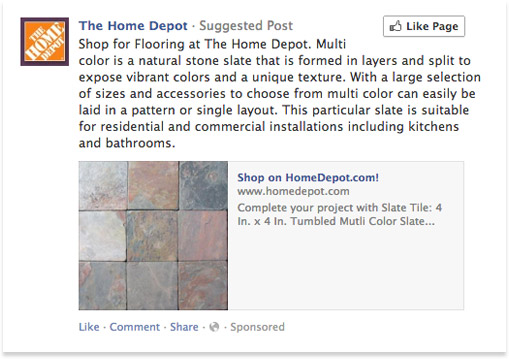 THE HOME DEPOT
The Home Depot · Suggested Post
Like Page
Shop for Flooring at The Home Depot. Multi
color is a natural stone slate that is formed in layers and split to
expose vibrant colors and a unique texture. With a large selection
of sizes and accessories to choose from multi color can easily be
laid in a pattern or single layout. This particular slate is suitable
for residential and commercial installations including kitchens
and bathrooms.
Shop on HomeDepot.com!
www.homedepot.com
Complete your project with Slate Tile: 4
In. x 4 In. Tumbled Mutli Color Slate...
Like · Comment · Share · Sponsored